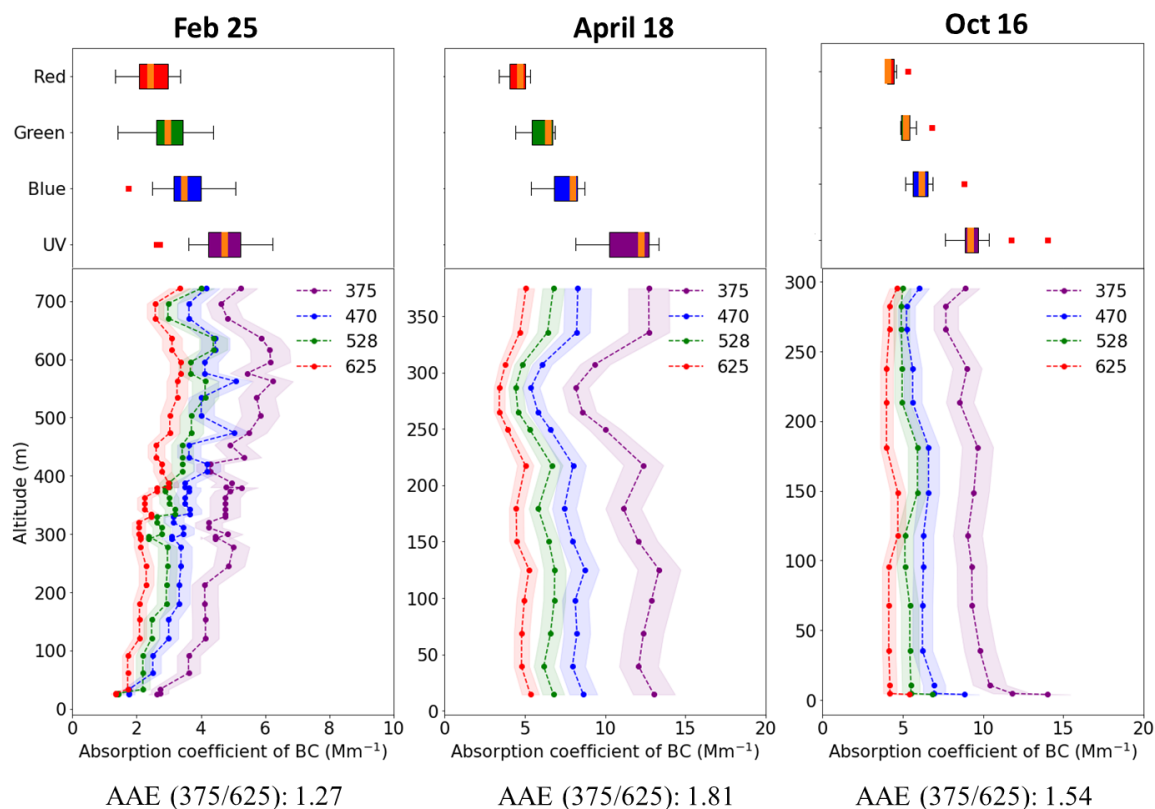 Feb 25
April 18
Oct 16
Red
Green
Blue
UV
375
470
528
625
375
470
528
625
375
470
528
625
Altitude (m)
700
600
500
400
300
200
100
0
350
300
250
200
150
100
50
0
300
250
200
150
100
50
0
0 2 4 6 8 10
0 5 10 15 20
0 5 10 15 20
Absorption coefficient of BC (Mm⁻¹)
Absorption coefficient of BC (Mm⁻¹)
Absorption coefficient of BC (Mm⁻¹)
AAE (375/625): 1.27
AAE (375/625): 1.81
AAE (375/625): 1.54